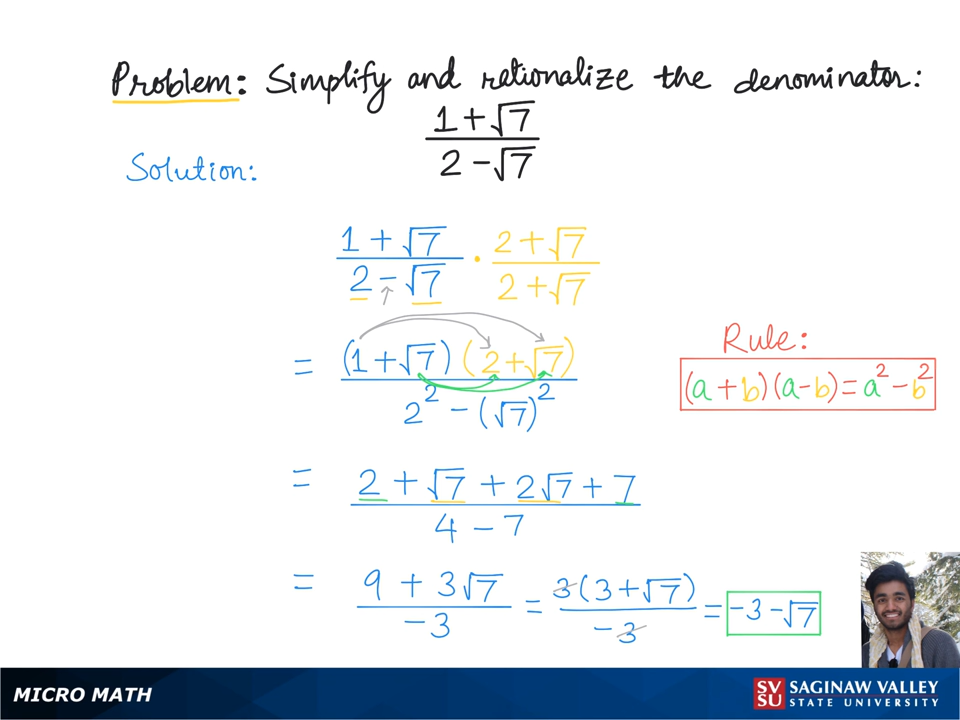 Problem: Simplify and rationalize the denominator:
1 + √7
2 - √7
Solution:
1 + √7 · 2 + √7
2 - √7 2 + √7
= (1 + √7) (2 + √7)
2² - (√7)²
Rule:
(a + b)(a - b) = a² - b²
= 2 + √7 + 2√7 + 7
4 - 7
= 9 + 3√7 = 3(3 + √7) = -3 - √7
-3 -3
MICRO MATH
SV SU SAGINAW VALLEY
STATE UNIVERSITY